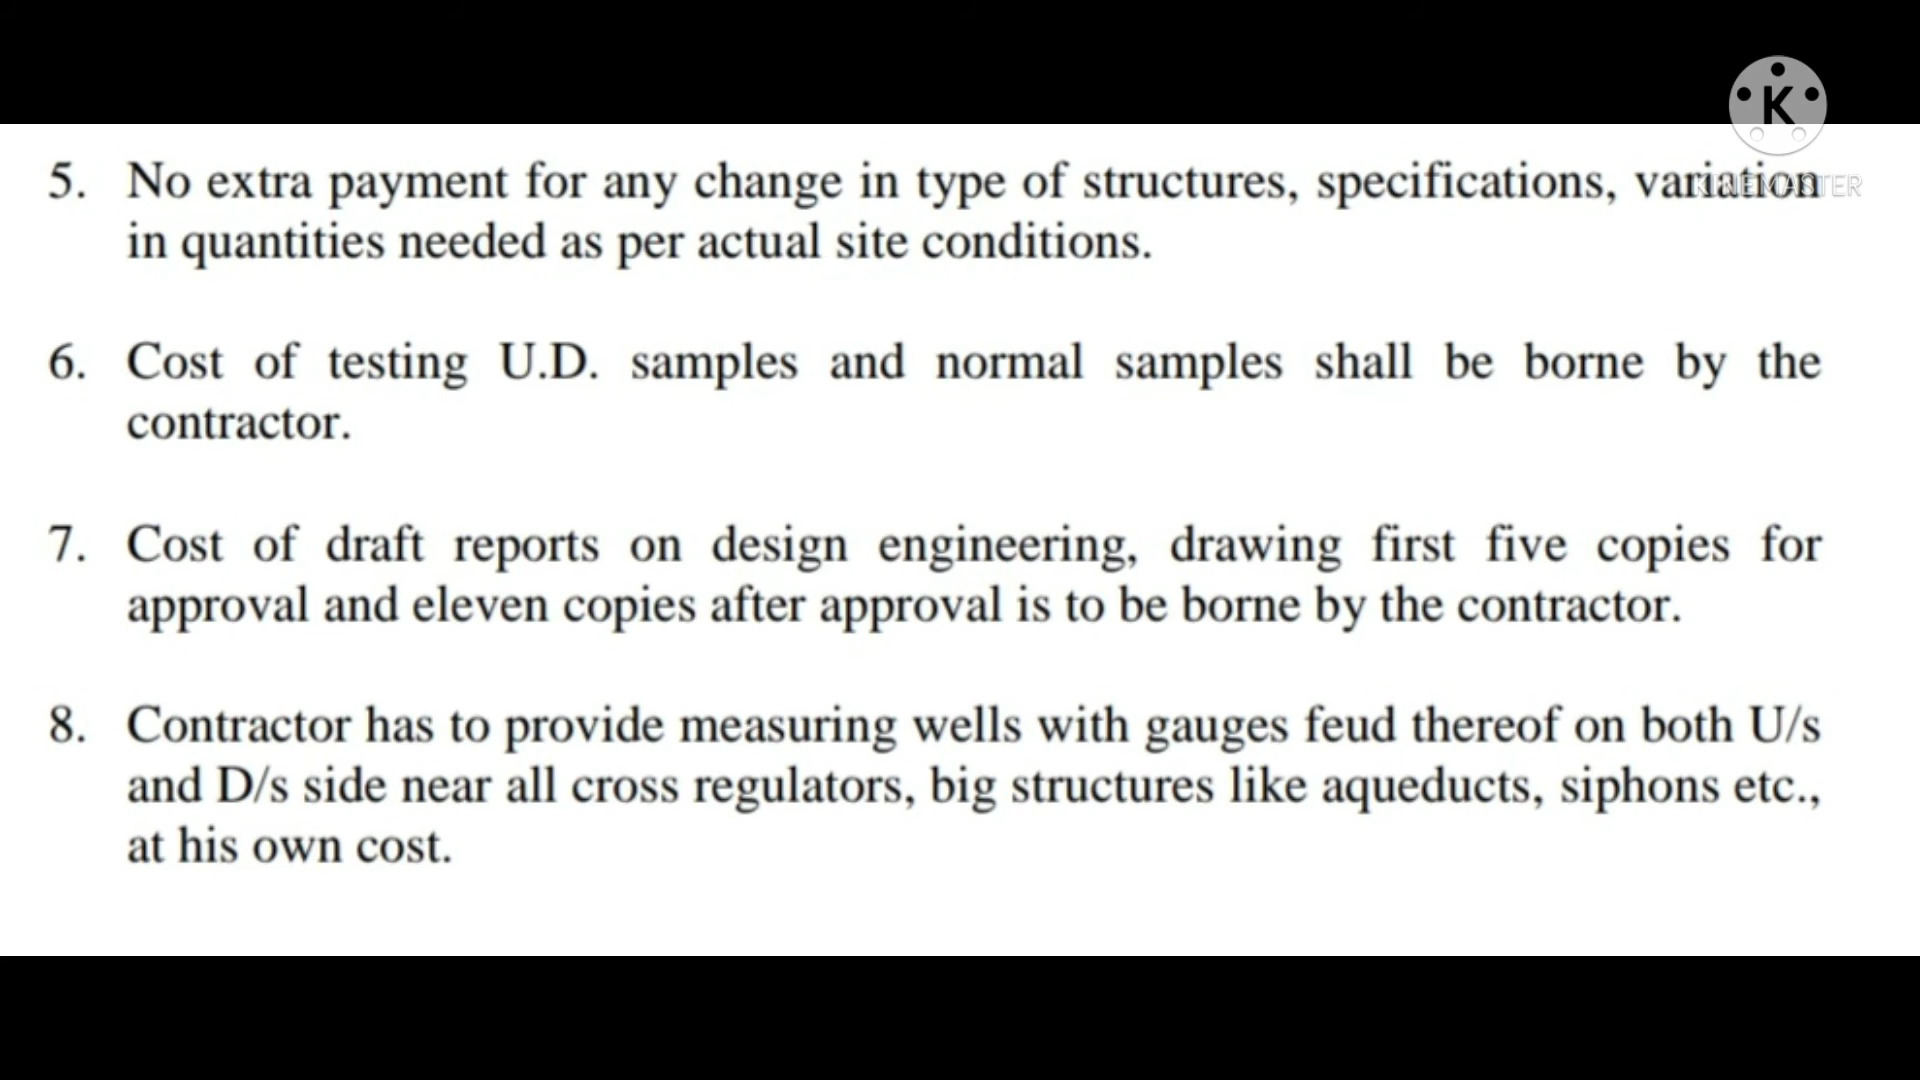 K
KINEMASTER
5. No extra payment for any change in type of structures, specifications, variation
in quantities needed as per actual site conditions.
6. Cost of testing U.D. samples and normal samples shall be borne by the
contractor.
7. Cost of draft reports on design engineering, drawing first five copies for
approval and eleven copies after approval is to be borne by the contractor.
8. Contractor has to provide measuring wells with gauges feud thereof on both U/s
and D/s side near all cross regulators, big structures like aqueducts, siphons etc.,
at his own cost.